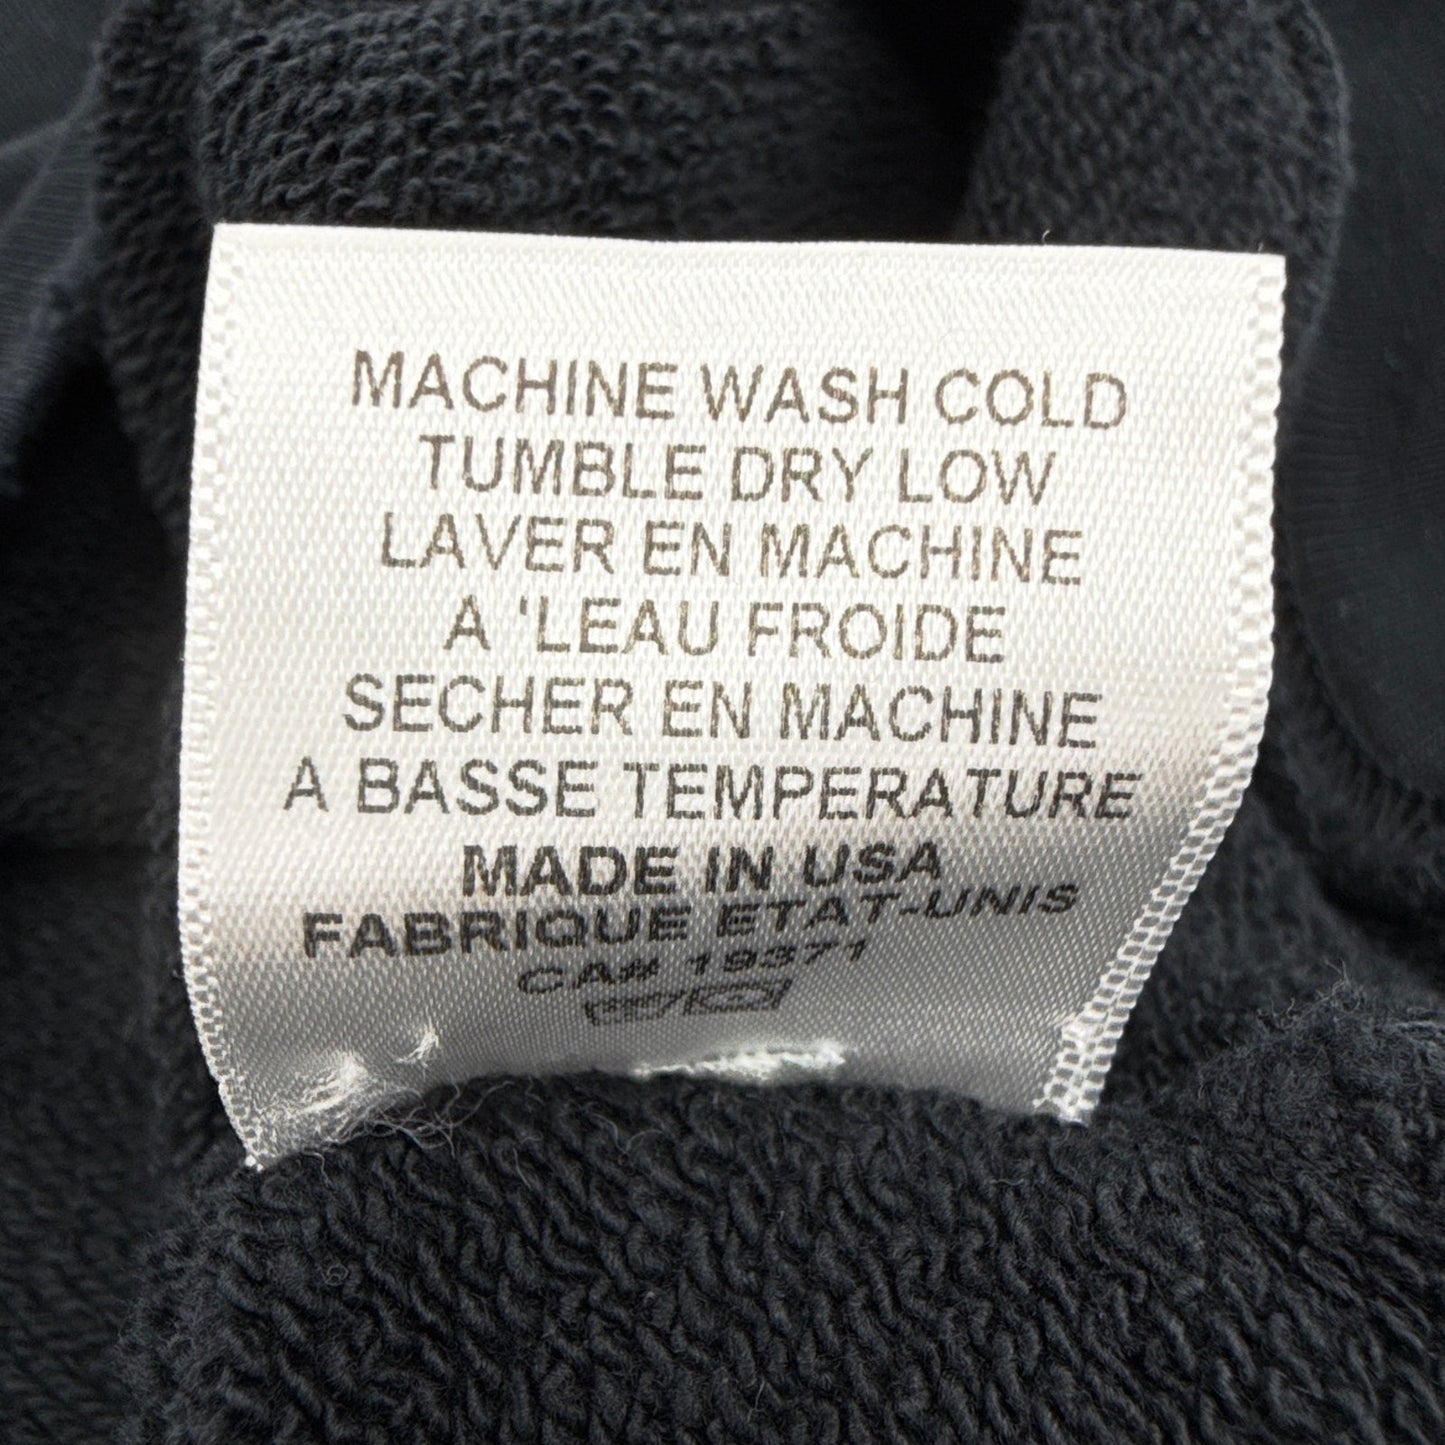 MACHINE WASH COLD
TUMBLE DRY LOW
LAVER EN MACHINE
A 'LEAU FROIDE
SECHER EN MACHINE
A BASSE TEMPERATURE
MADE IN USA
FABRIQUE ETAT-UNIS
CA# 19371